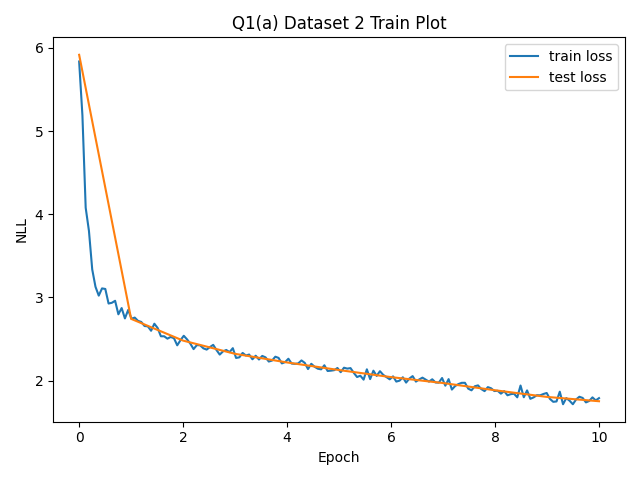 Q1(a) Dataset 2 Train Plot
train loss
test loss
NLL
6
5
4
3
2
0 2 4 6 8 10
Epoch